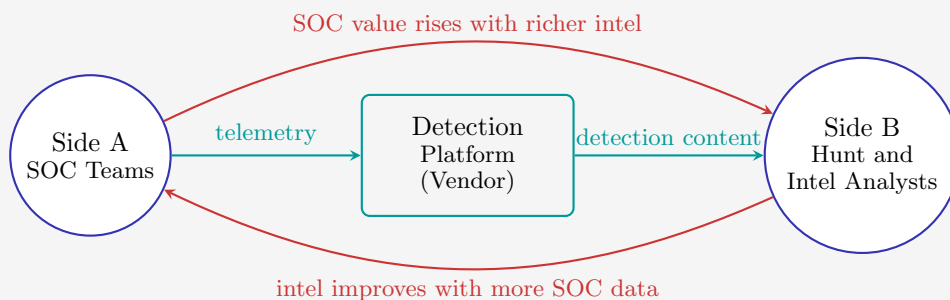 SOC value rises with richer intel
Side A
SOC Teams
telemetry
Detection
Platform
(Vendor)
detection content
Side B
Hunt and
Intel Analysts
intel improves with more SOC data